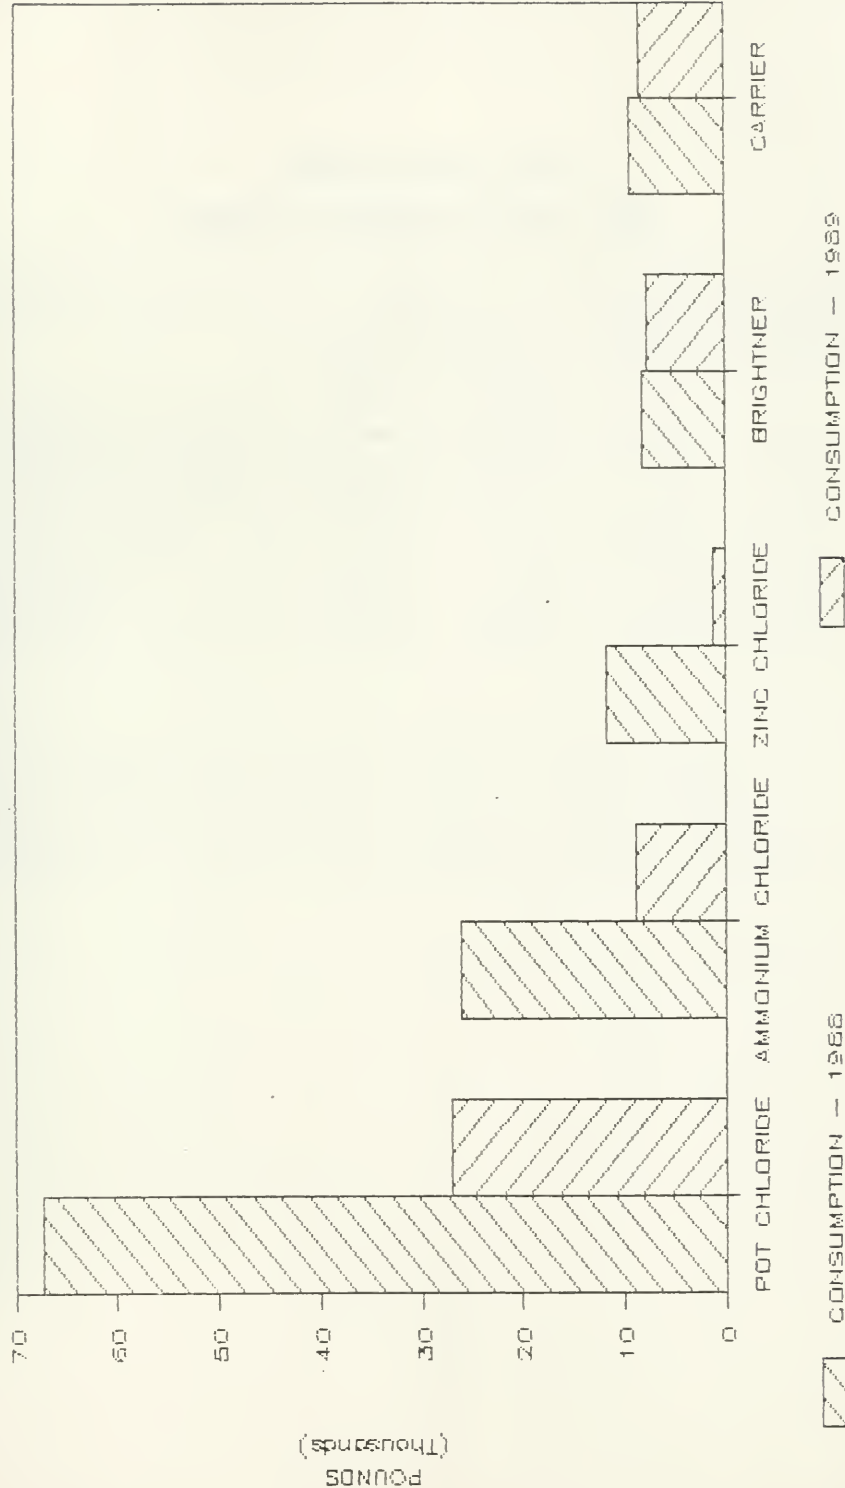 POUNDS
(Thousands)
70
60
50
40
30
20
10
0
POT CHLORIDE
AMMONIUM CHLORIDE
ZINC CHLORIDE
BRIGHTNER
CARRIER
CONSUMPTION — 1988
CONSUMPTION — 1989